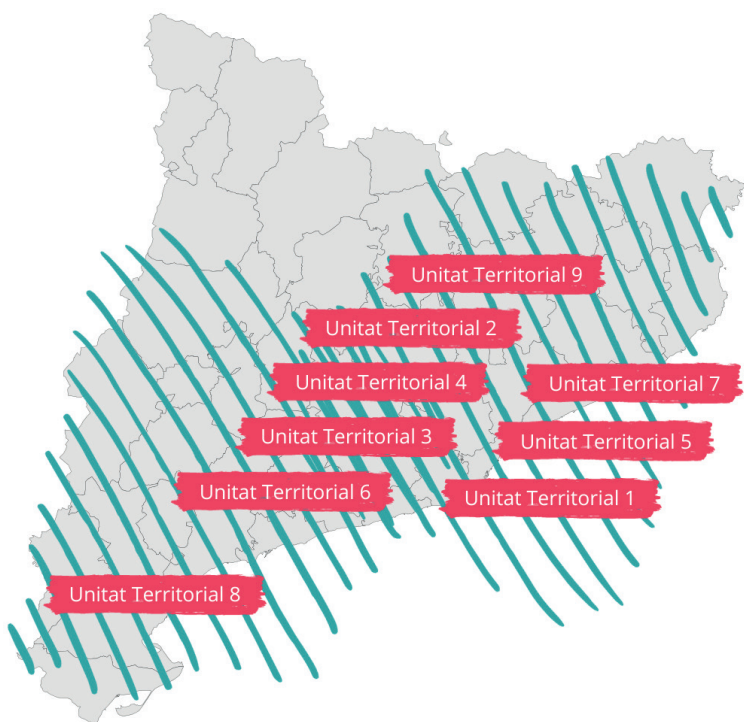 Unitat Territorial 9
Unitat Territorial 2
Unitat Territorial 4
Unitat Territorial 7
Unitat Territorial 3
Unitat Territorial 5
Unitat Territorial 6
Unitat Territorial 1
Unitat Territorial 8